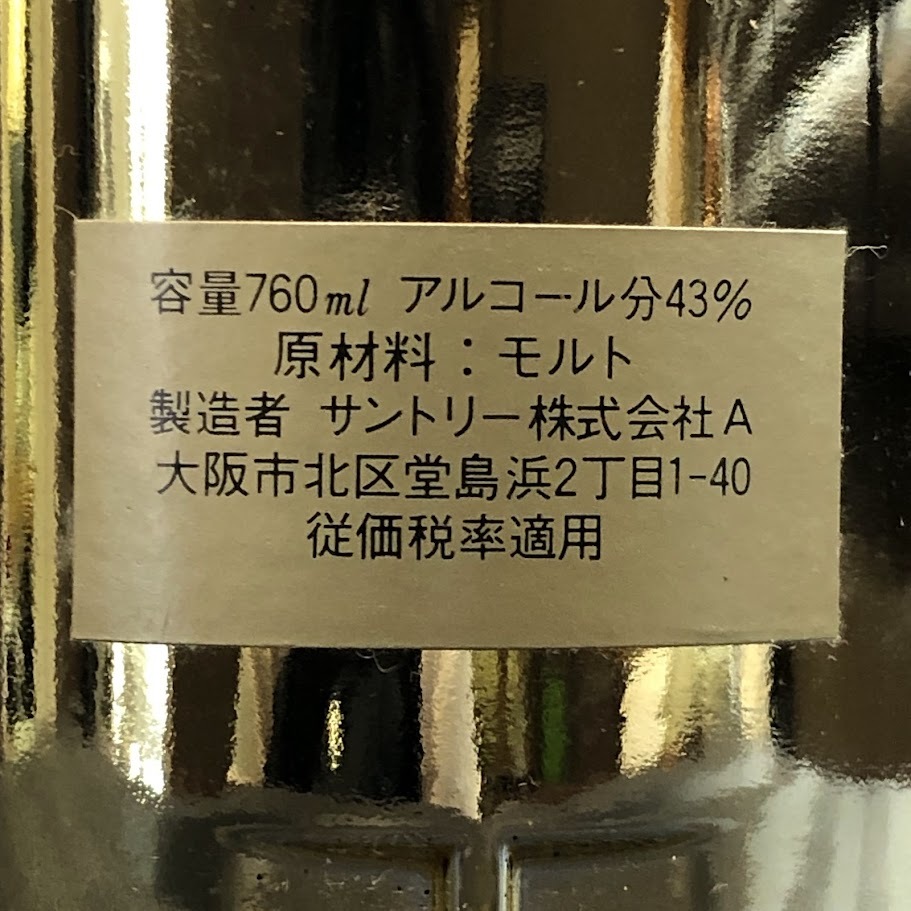 容量760ml アルコール分43%
原材料：モルト
製造者 サントリー株式会社A
大阪市北区堂島浜2丁目1-40
従価税率適用